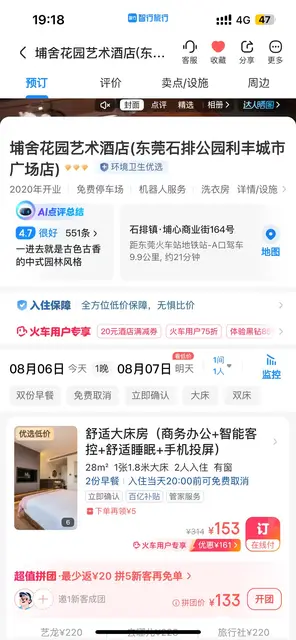 19:18
智行旅行
4G
47
埔舍花园艺术酒店(东...
客服
收藏
分享
更多
预订
评价
卖点/设施
周边
封面
点评
精选
相册
达人晒图
埔舍花园艺术酒店(东莞石排公园利丰城市广场店)
环境卫生优选
2020年开业
免费停车场
机器人服务
洗衣房
详情/设施
AI点评总结
4.7 很好 551条
一进去就是古色古香的中式园林风格
石排镇·埔心商业街164号
距东莞火车站地铁站-A口驾车9.9公里, 约21分钟
地图
入住保障
全方位低价保障，无惧比价
火车用户专享
20元酒店满减券
火车用户75折
体验黑钻
08月06日 今天
1晚
08月07日 明天
看低价
1间
1人
监控
双份早餐
免费取消
立即确认
大床
双床
优选低价
6
舒适大床房（商务办公+智能客控+舒适睡眠+手机投屏）
28m² 1张1.8米大床 2人入住 有窗
2份早餐
入住当天20:00前可免费取消
立即确认
百亿补贴
管家服务
下单再领¥5
¥314
¥153
火车用户专享
优惠¥161
订
在线付
超值拼团·最少返¥20 拼5新客再免单
邀1新客成团
拼团价
¥133
开团
艺龙¥220
去哪儿¥220
旅行社¥220